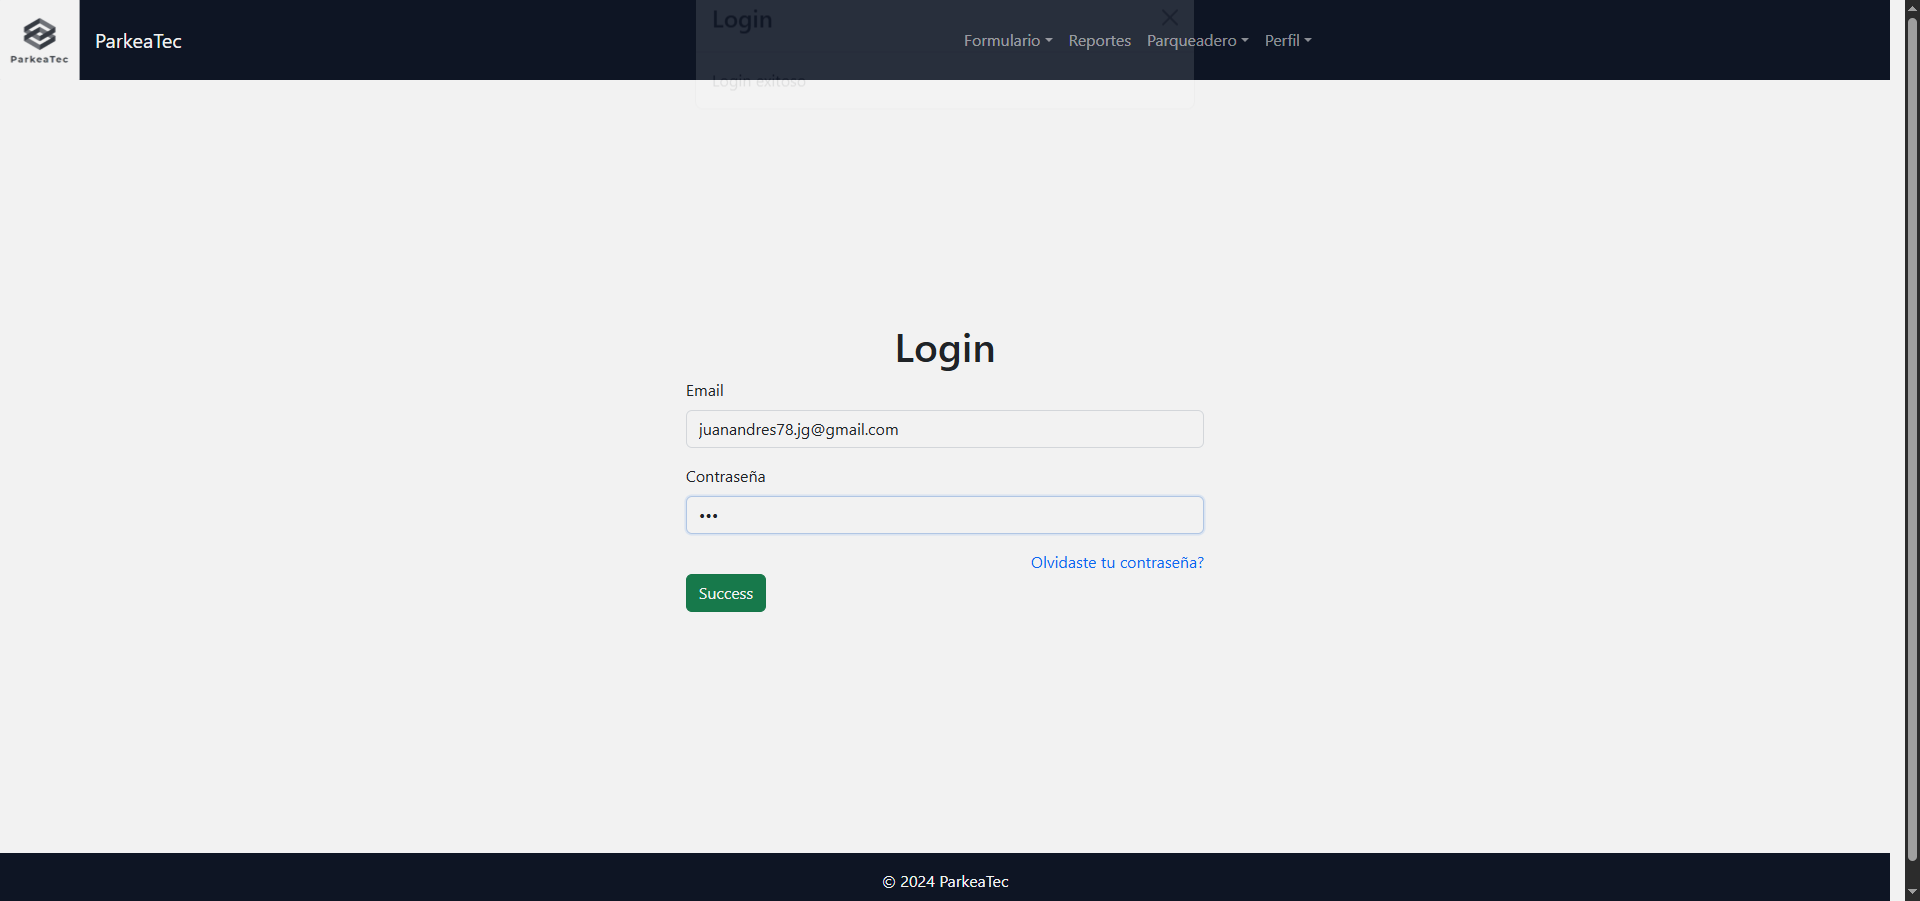 ParkeaTec
ParkeaTec
Login
Formulario
Reportes
Parqueadero
Perfil
Login exitoso
Login
Email
juanandres78.jg@gmail.com
Contraseña
•••
Olvidaste tu contraseña?
Success
© 2024 ParkeaTec